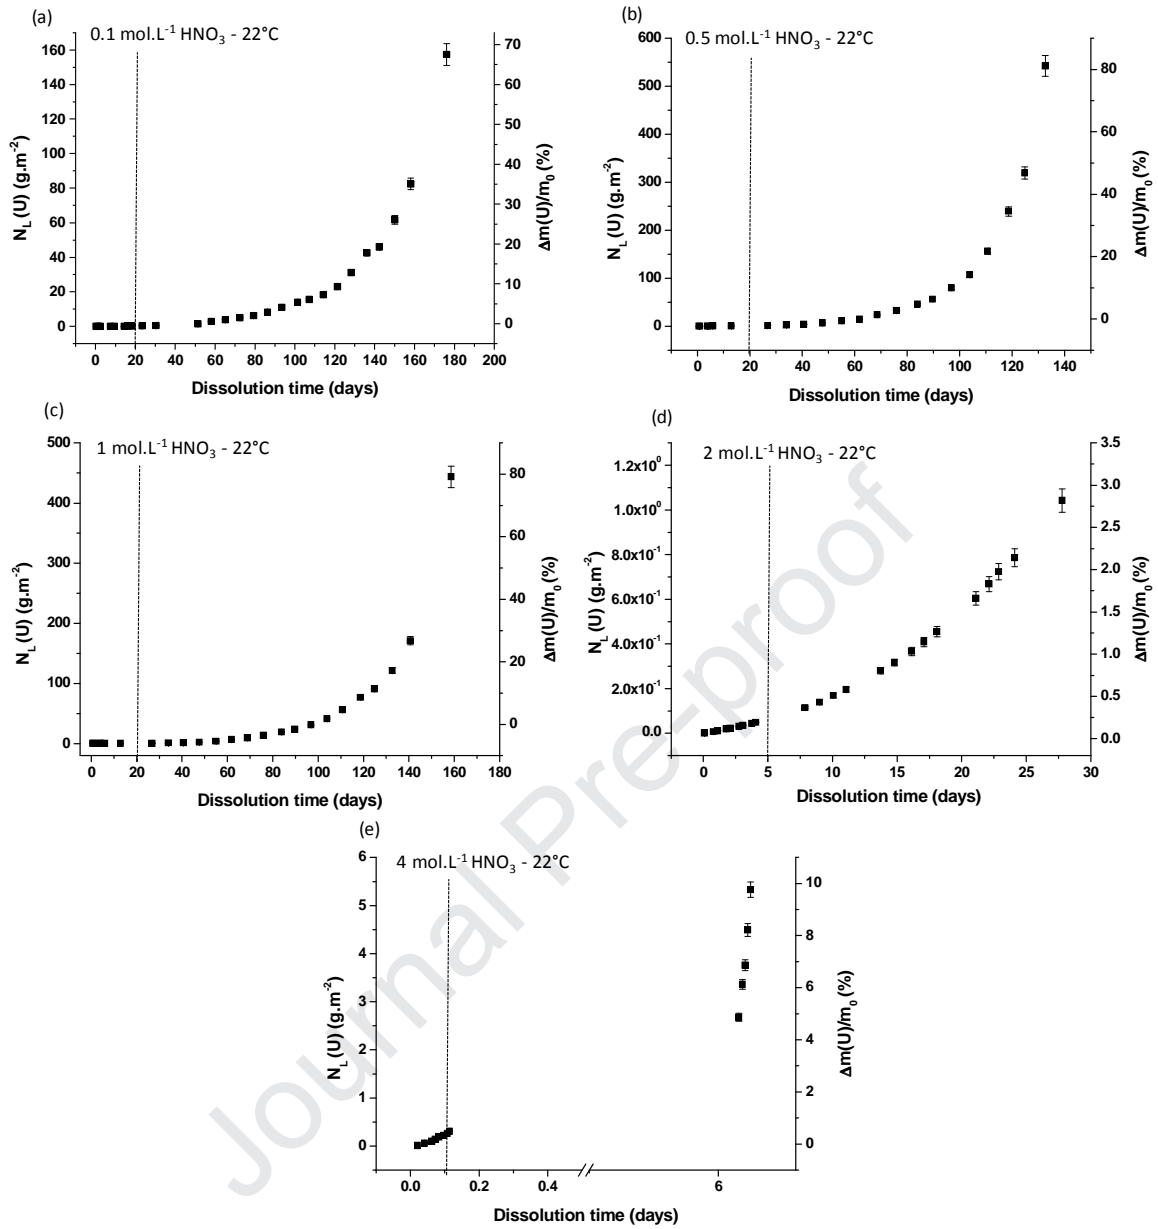 (a)
0.1 mol.L⁻¹ HNO₃ - 22°C
N_L (U) (g.m⁻²)
160
140
120
100
80
60
40
20
0
70
60
50
40
30
20
10
0
Δm(U)/m₀ (%)
0 20 40 60 80 100 120 140 160 180 200
Dissolution time (days)
(b)
0.5 mol.L⁻¹ HNO₃ - 22°C
N_L (U) (g.m⁻²)
600
500
400
300
200
100
0
80
60
40
20
0
Δm(U)/m₀ (%)
0 20 40 60 80 100 120 140
Dissolution time (days)
(c)
1 mol.L⁻¹ HNO₃ - 22°C
N_L (U) (g.m⁻²)
500
400
300
200
100
0
80
60
40
20
0
Δm(U)/m₀ (%)
0 20 40 60 80 100 120 140 160 180
Dissolution time (days)
(d)
2 mol.L⁻¹ HNO₃ - 22°C
N_L (U) (g.m⁻²)
1.2x10⁰
1.0x10⁰
8.0x10⁻¹
6.0x10⁻¹
4.0x10⁻¹
2.0x10⁻¹
0.0
3.5
3.0
2.5
2.0
1.5
1.0
0.5
0.0
Δm(U)/m₀ (%)
0 5 10 15 20 25 30
Dissolution time (days)
(e)
4 mol.L⁻¹ HNO₃ - 22°C
N_L (U) (g.m⁻²)
6
5
4
3
2
1
0
10
8
6
4
2
0
Δm(U)/m₀ (%)
0.0 0.2 0.4 6
Dissolution time (days)
Journal Pre-proof